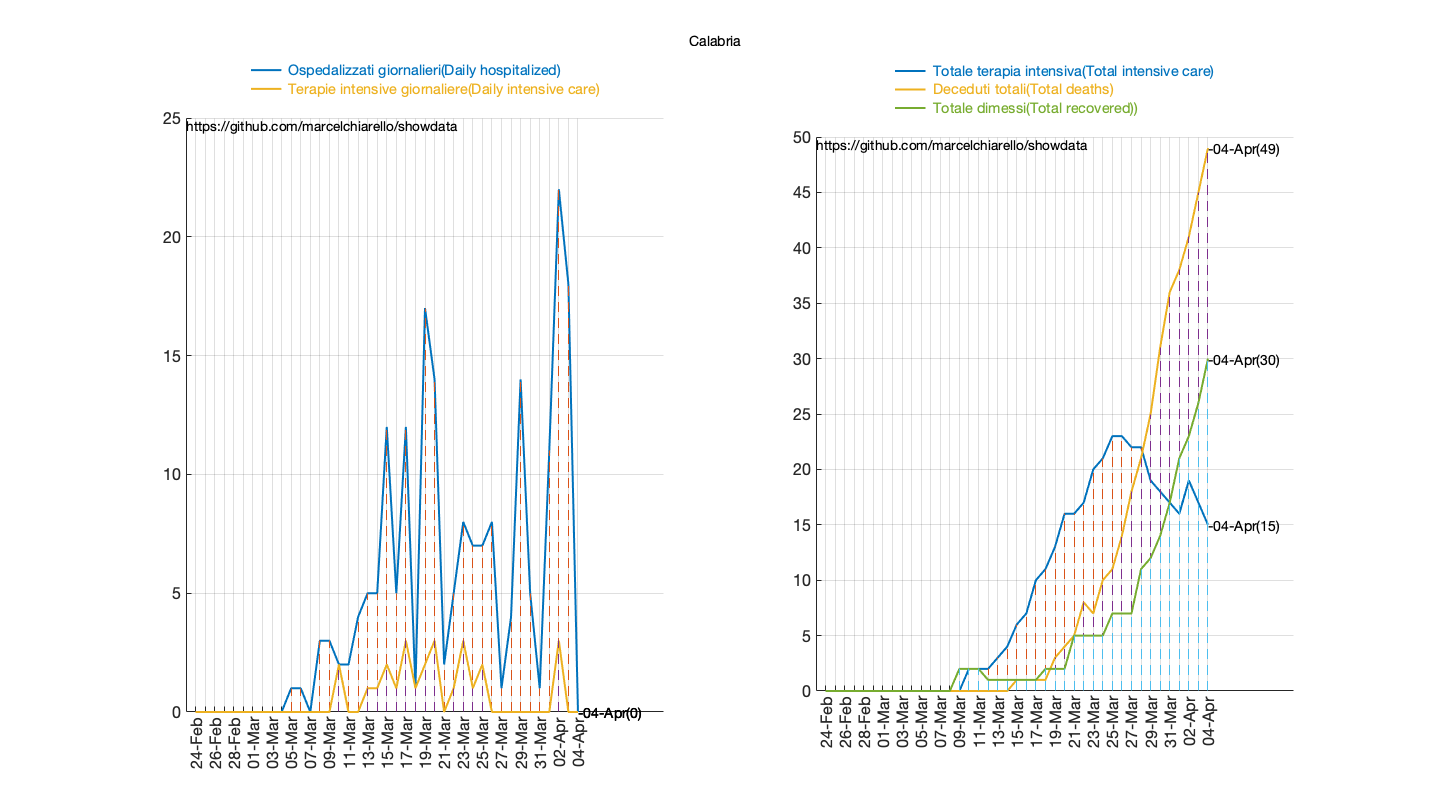 Calabria
Ospedalizzati giornalieri(Daily hospitalized)
Terapie intensive giornaliere(Daily intensive care)
25
https://github.com/marcelchiarello/showdata
20
15
10
5
0
-04-Apr(0)
24-Feb
26-Feb
28-Feb
01-Mar
03-Mar
05-Mar
07-Mar
09-Mar
11-Mar
13-Mar
15-Mar
17-Mar
19-Mar
21-Mar
23-Mar
25-Mar
27-Mar
29-Mar
31-Mar
02-Apr
04-Apr
Totale terapia intensiva(Total intensive care)
Deceduti totali(Total deaths)
Totale dimessi(Total recovered))
50
https://github.com/marcelchiarello/showdata
-04-Apr(49)
45
40
35
30
-04-Apr(30)
25
20
15
-04-Apr(15)
10
5
0
24-Feb
26-Feb
28-Feb
01-Mar
03-Mar
05-Mar
07-Mar
09-Mar
11-Mar
13-Mar
15-Mar
17-Mar
19-Mar
21-Mar
23-Mar
25-Mar
27-Mar
29-Mar
31-Mar
02-Apr
04-Apr